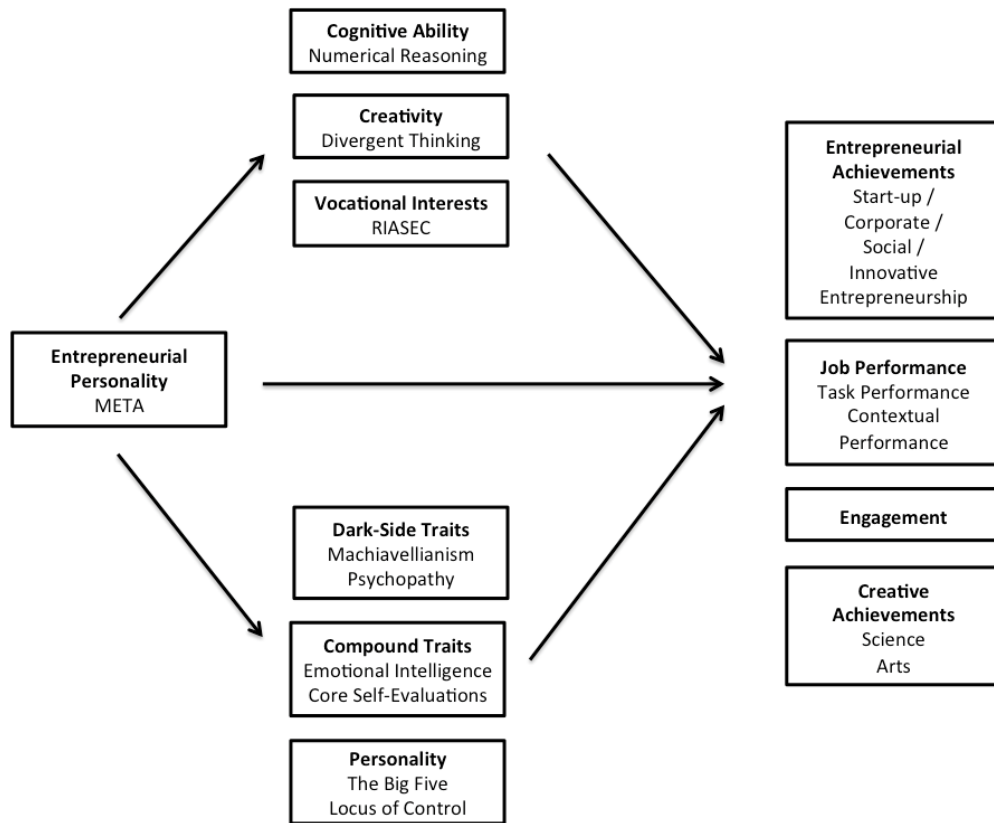 Cognitive Ability
Numerical Reasoning
Creativity
Divergent Thinking
Vocational Interests
RIASEC
Entrepreneurial
Personality
META
Dark-Side Traits
Machiavellianism
Psychopathy
Compound Traits
Emotional Intelligence
Core Self-Evaluations
Personality
The Big Five
Locus of Control
Entrepreneurial
Achievements
Start-up /
Corporate /
Social /
Innovative
Entrepreneurship
Job Performance
Task Performance
Contextual
Performance
Engagement
Creative
Achievements
Science
Arts